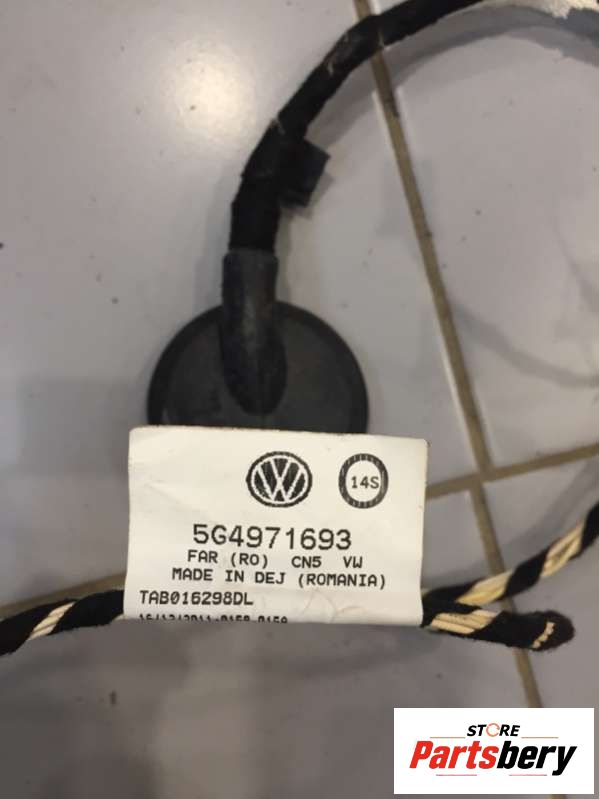 14S
5G4971693
FAR (RO) CN5 VW
MADE IN DEJ (ROMANIA)
TAB016298DL
STORE
Partsbery